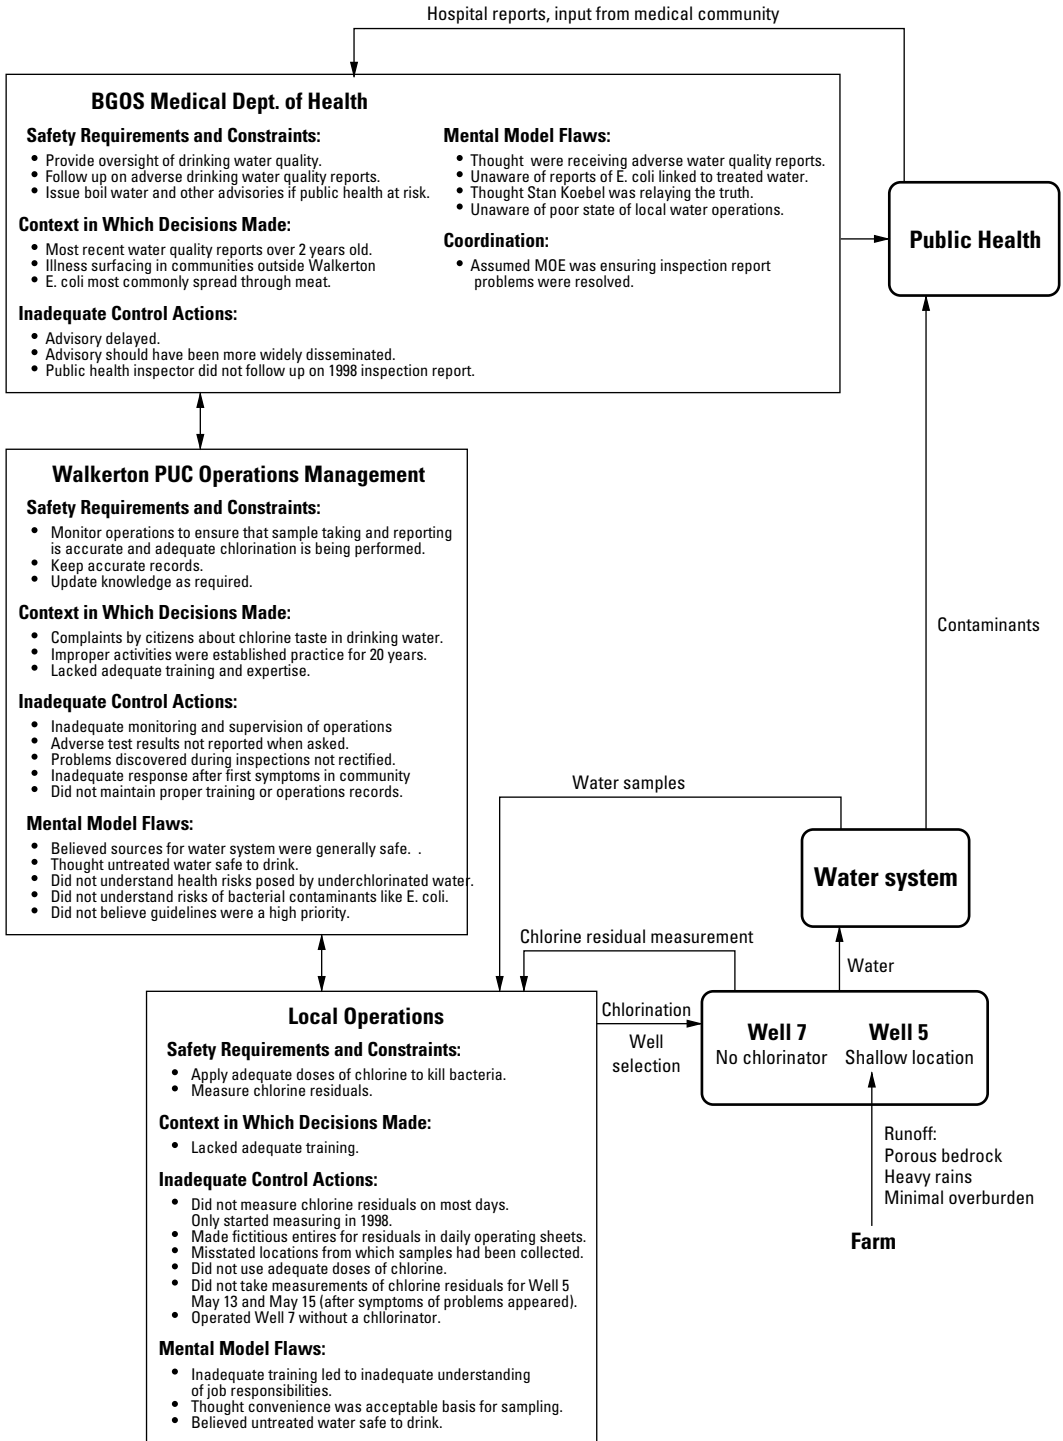 Hospital reports, input from medical community
BGOS Medical Dept. of Health
Safety Requirements and Constraints:
• Provide oversight of drinking water quality.
• Follow up on adverse drinking water quality reports.
• Issue boil water and other advisories if public health at risk.
Context in Which Decisions Made:
• Most recent water quality reports over 2 years old.
• Illness surfacing in communities outside Walkerton
• E. coli most commonly spread through meat.
Inadequate Control Actions:
• Advisory delayed.
• Advisory should have been more widely disseminated.
• Public health inspector did not follow up on 1998 inspection report.
Mental Model Flaws:
• Thought were receiving adverse water quality reports.
• Unaware of reports of E. coli linked to treated water.
• Thought Stan Koebel was relaying the truth.
• Unaware of poor state of local water operations.
Coordination:
• Assumed MOE was ensuring inspection report
problems were resolved.
Public Health
Walkerton PUC Operations Management
Safety Requirements and Constraints:
• Monitor operations to ensure that sample taking and reporting
is accurate and adequate chlorination is being performed.
• Keep accurate records.
• Update knowledge as required.
Context in Which Decisions Made:
• Complaints by citizens about chlorine taste in drinking water.
• Improper activities were established practice for 20 years.
• Lacked adequate training and expertise.
Inadequate Control Actions:
• Inadequate monitoring and supervision of operations
• Adverse test results not reported when asked.
• Problems discovered during inspections not rectified.
• Inadequate response after first symptoms in community
• Did not maintain proper training or operations records.
Mental Model Flaws:
• Believed sources for water system were generally safe. .
• Thought untreated water safe to drink.
• Did not understand health risks posed by underchlorinated water.
• Did not understand risks of bacterial contaminants like E. coli.
• Did not believe guidelines were a high priority.
Contaminants
Water samples
Water system
Chlorine residual measurement
Water
Local Operations
Safety Requirements and Constraints:
• Apply adequate doses of chlorine to kill bacteria.
• Measure chlorine residuals.
Context in Which Decisions Made:
• Lacked adequate training.
Inadequate Control Actions:
• Did not measure chlorine residuals on most days.
Only started measuring in 1998.
• Made fictitious entires for residuals in daily operating sheets.
• Misstated locations from which samples had been collected.
• Did not use adequate doses of chlorine.
• Did not take measurements of chlorine residuals for Well 5
May 13 and May 15 (after symptoms of problems appeared).
• Operated Well 7 without a chllorinator.
Mental Model Flaws:
• Inadequate training led to inadequate understanding
of job responsibilities.
• Thought convenience was acceptable basis for sampling.
• Believed untreated water safe to drink.
Chlorination
Well
selection
Well 7
No chlorinator
Well 5
Shallow location
Runoff:
Porous bedrock
Heavy rains
Minimal overburden
Farm